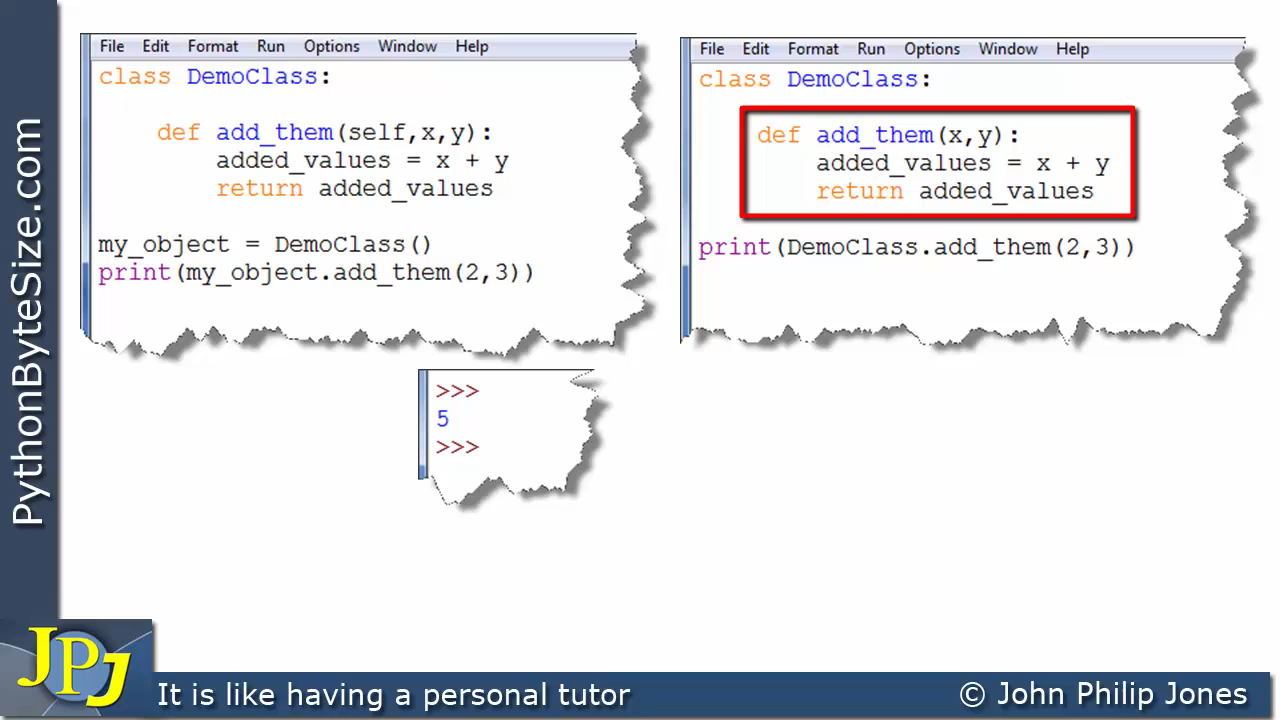 PythonByteSize.com
File Edit Format Run Options Window Help
class DemoClass:
def add_them(self,x,y):
added_values = x + y
return added_values
my_object = DemoClass()
print(my_object.add_them(2,3))
File Edit Format Run Options Window Help
class DemoClass:
def add_them(x,y):
added_values = x + y
return added_values
print(DemoClass.add_them(2,3))
>>>
5
>>>
JPJ
It is like having a personal tutor
© John Philip Jones